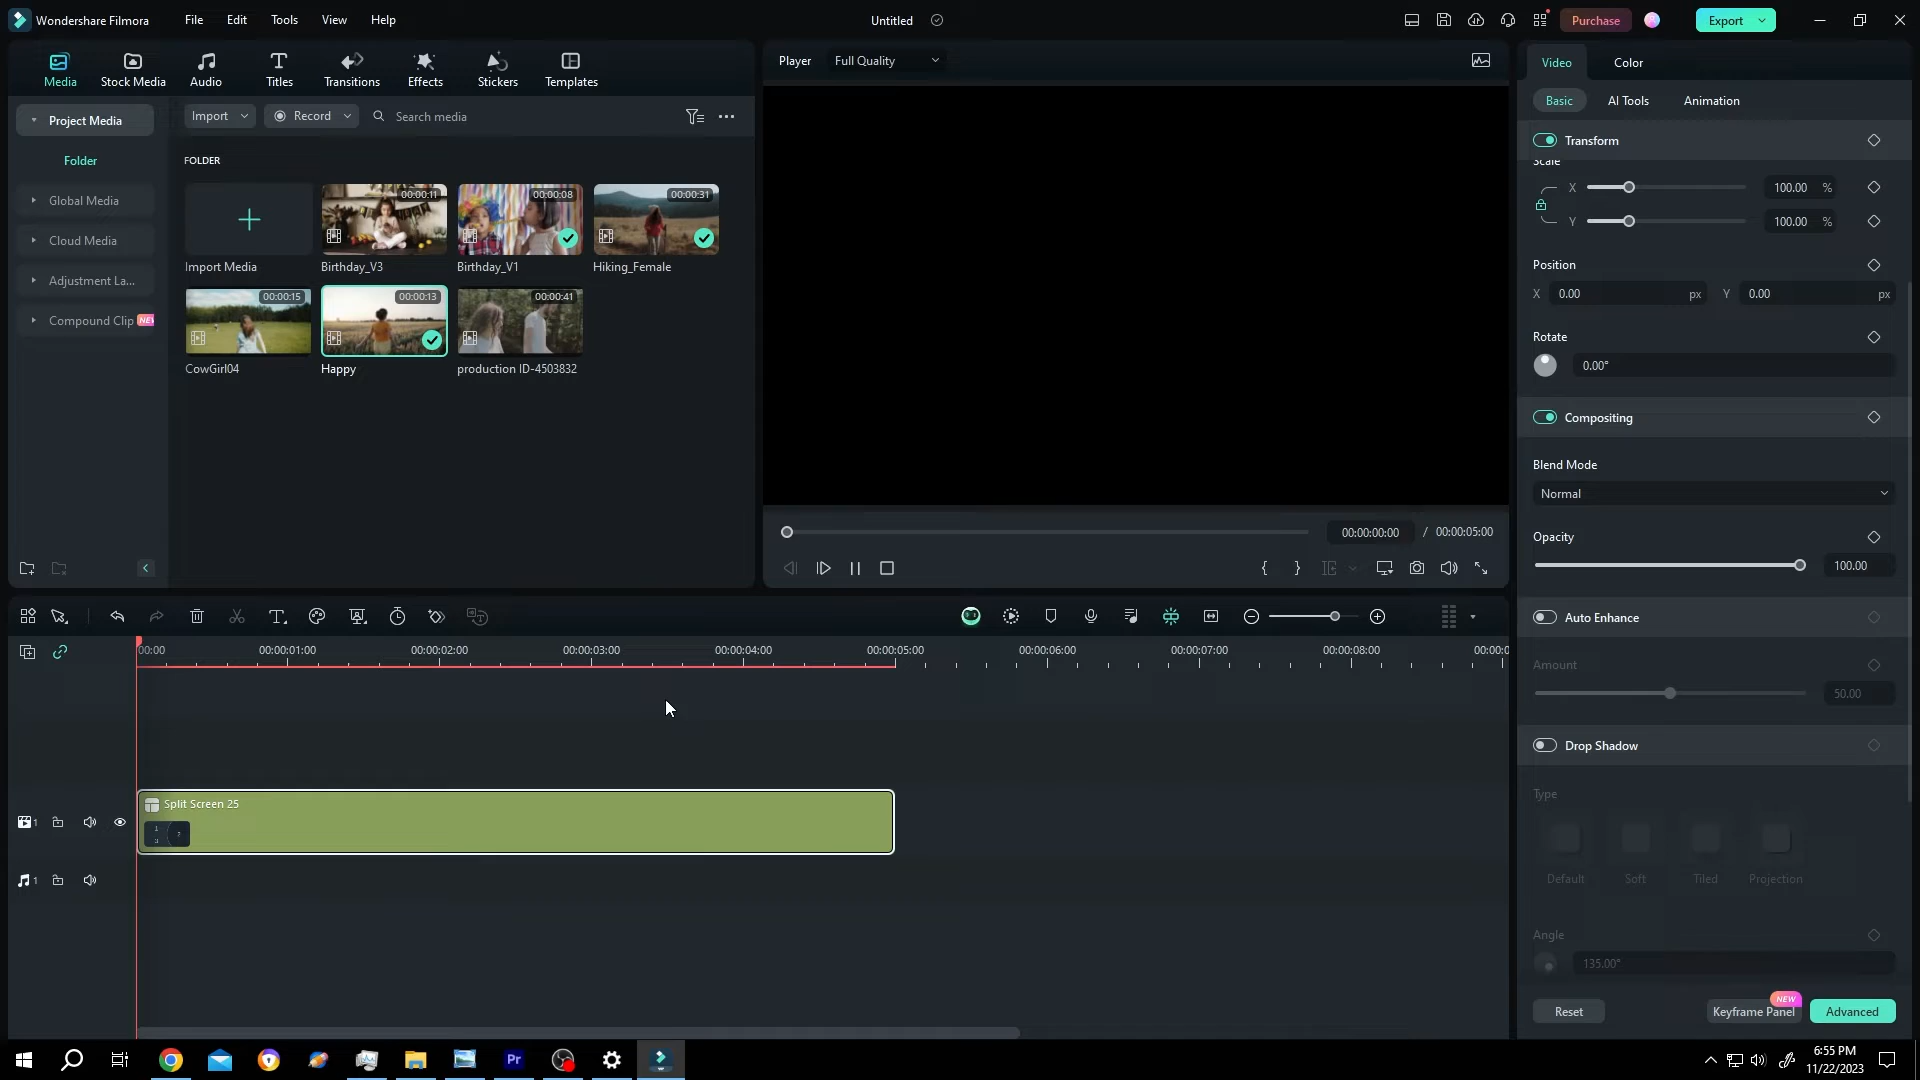 Wondershare Filmora
File
Edit
Tools
View
Help
Untitled
Purchase
Export
Media
Stock Media
Audio
Titles
Transitions
Effects
Stickers
Templates
Player
Full Quality
Video
Color
Basic
AI Tools
Animation
Project Media
Folder
Global Media
Cloud Media
Adjustment La...
Compound Clip
Import
Record
Search media
FOLDER
Import Media
00:00:11
Birthday_V3
00:00:08
Birthday_V1
00:00:31
Hiking_Female
00:00:15
CowGirl04
00:00:13
Happy
00:00:41
production ID-4503832
00:00:00:00 / 00:00:05:00
Transform
Scale
X 100.00 %
Y 100.00 %
Position
X 0.00 px Y 0.00 px
Rotate
0.00°
Compositing
Blend Mode
Normal
Opacity
100.00
Auto Enhance
Amount
50.00
Drop Shadow
Type
Default
Soft
Tiled
Projection
Angle
135.00°
Reset
NEW
Keyframe Panel
Advanced
00:00
00:00:01:00
00:00:02:00
00:00:03:00
00:00:04:00
00:00:05:00
00:00:06:00
00:00:07:00
00:00:08:00
00:00:0
Split Screen 25
1
1
Pr
6:55 PM
11/22/2023